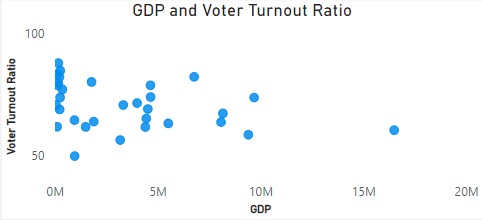 GDP and Voter Turnout Ratio
100
Voter Turnout Ratio
50
0M 5M 10M 15M 20M
GDP